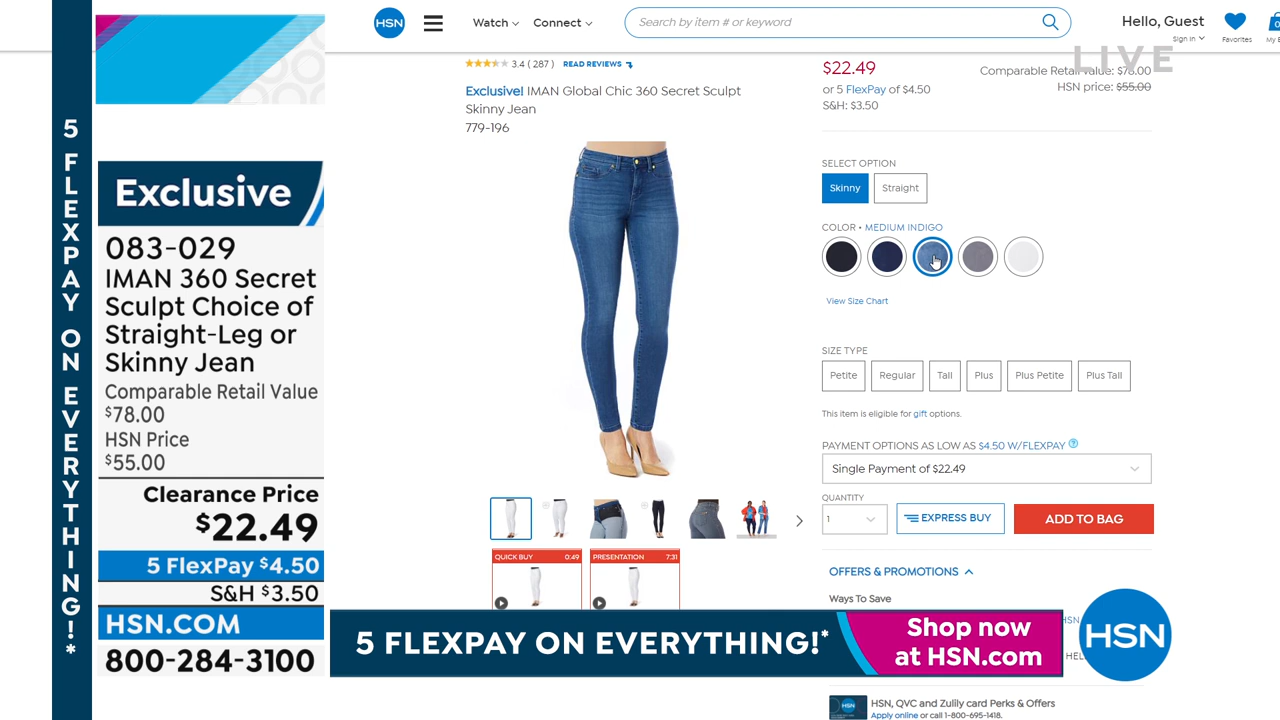 5 FLEXPAY ON EVERYTHING!*
Exclusive
083-029
IMAN 360 Secret
Sculpt Choice of
Straight-Leg or
Skinny Jean
Comparable Retail Value
$78.00
HSN Price
$55.00
Clearance Price
$22.49
5 FlexPay $4.50
S&H $3.50
HSN.COM
800-284-3100
HSN
Watch
Connect
Search by item # or keyword
Hello, Guest
Sign In
Favorites
0
LIVE
3.4 ( 287 ) READ REVIEWS
Exclusive! IMAN Global Chic 360 Secret Sculpt
Skinny Jean
779-196
$22.49
Comparable Retail Value: $78.00
or 5 FlexPay of $4.50
HSN price: $55.00
S&H: $3.50
SELECT OPTION
Skinny
Straight
COLOR • MEDIUM INDIGO
View Size Chart
SIZE TYPE
Petite
Regular
Tall
Plus
Plus Petite
Plus Tall
This item is eligible for gift options.
PAYMENT OPTIONS AS LOW AS $4.50 W/FLEXPAY ?
Single Payment of $22.49
QUANTITY
1
EXPRESS BUY
ADD TO BAG
QUICK BUY 0:49
PRESENTATION 7:31
OFFERS & PROMOTIONS
Ways To Save
5 FLEXPAY ON EVERYTHING!*
Shop now
at HSN.com
HSN
HSN, QVC and Zulily card Perks & Offers
Apply online or call 1-800-695-1418.